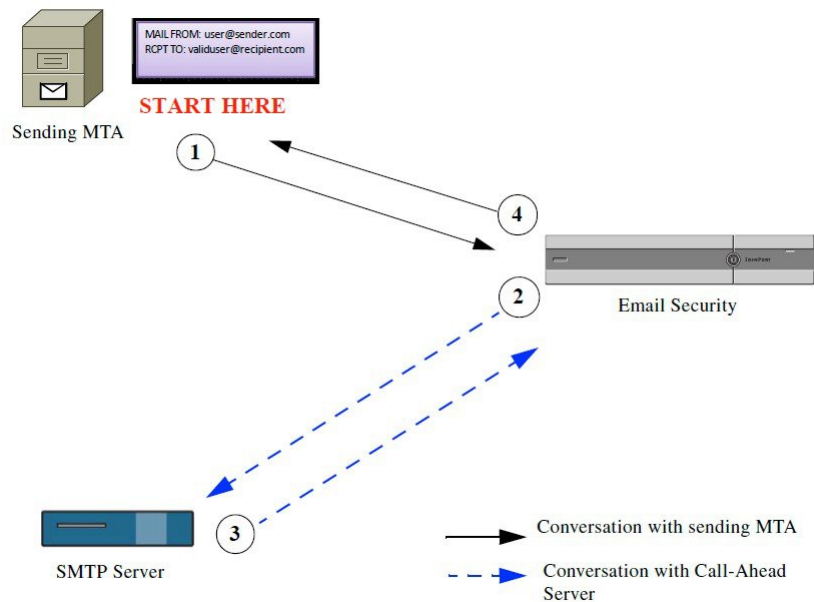 MAIL FROM: user@sender.com
RCPT TO: validuser@recipient.com
START HERE
Sending MTA
1
4
2
Email Security
3
SMTP Server
Conversation with sending MTA
Conversation with Call-Ahead
Server